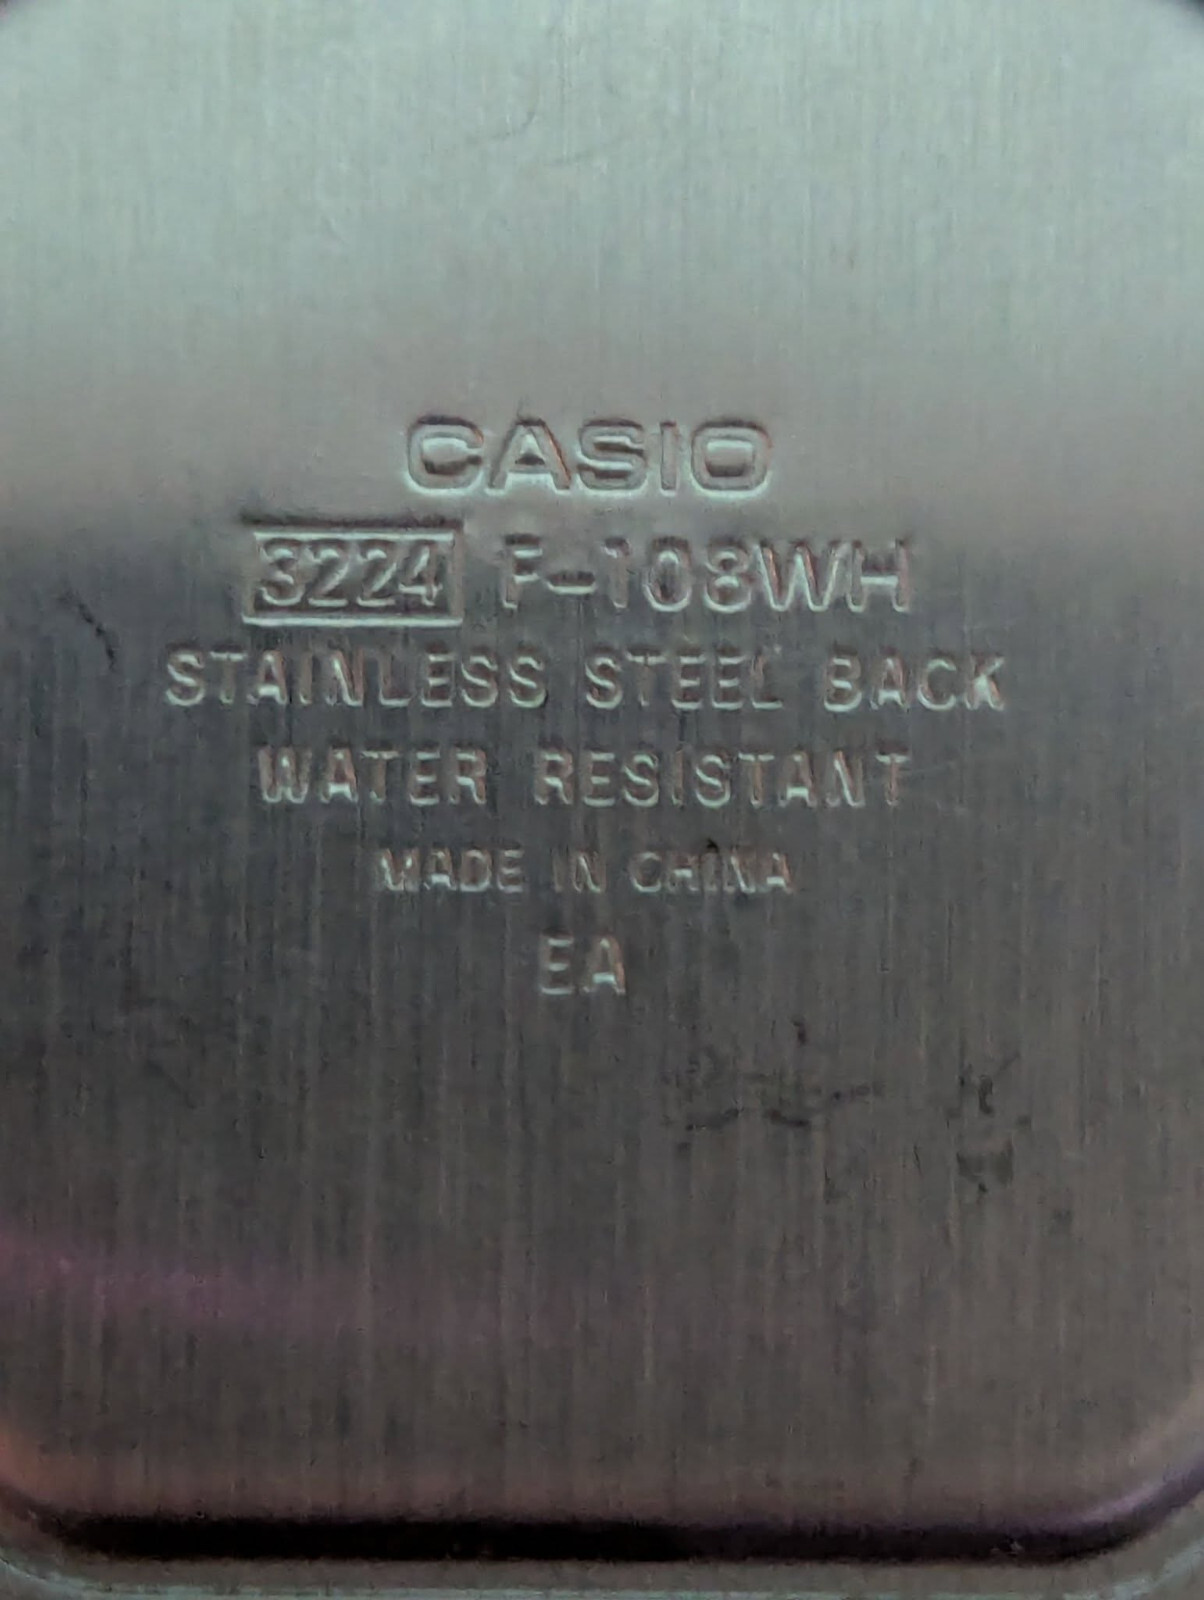 CASIO
3224 F-108WH
STAINLESS STEEL BACK
WATER RESISTANT
MADE IN CHINA
EA